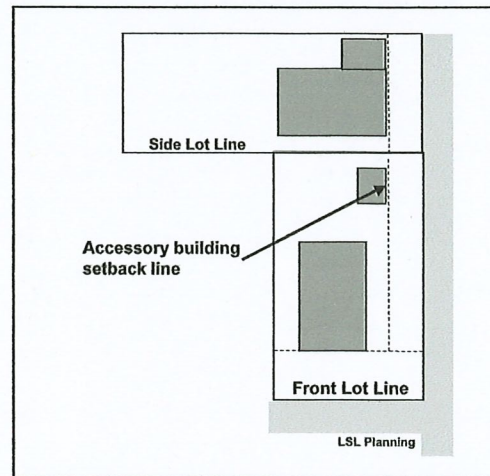 Side Lot Line
Accessory building
setback line
Front Lot Line
LSL Planning